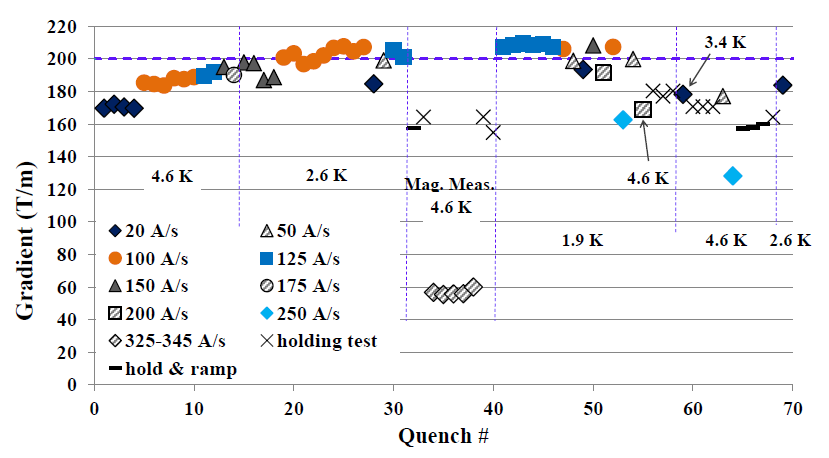 220
200
180
160
140
120
100
80
60
40
20
0
Gradient (T/m)
3.4 K
4.6 K
2.6 K
Mag. Meas.
4.6 K
4.6 K
1.9 K
4.6 K
2.6 K
20 A/s
50 A/s
100 A/s
125 A/s
150 A/s
175 A/s
200 A/s
250 A/s
325-345 A/s
holding test
hold & ramp
0 10 20 30 40 50 60 70
Quench #